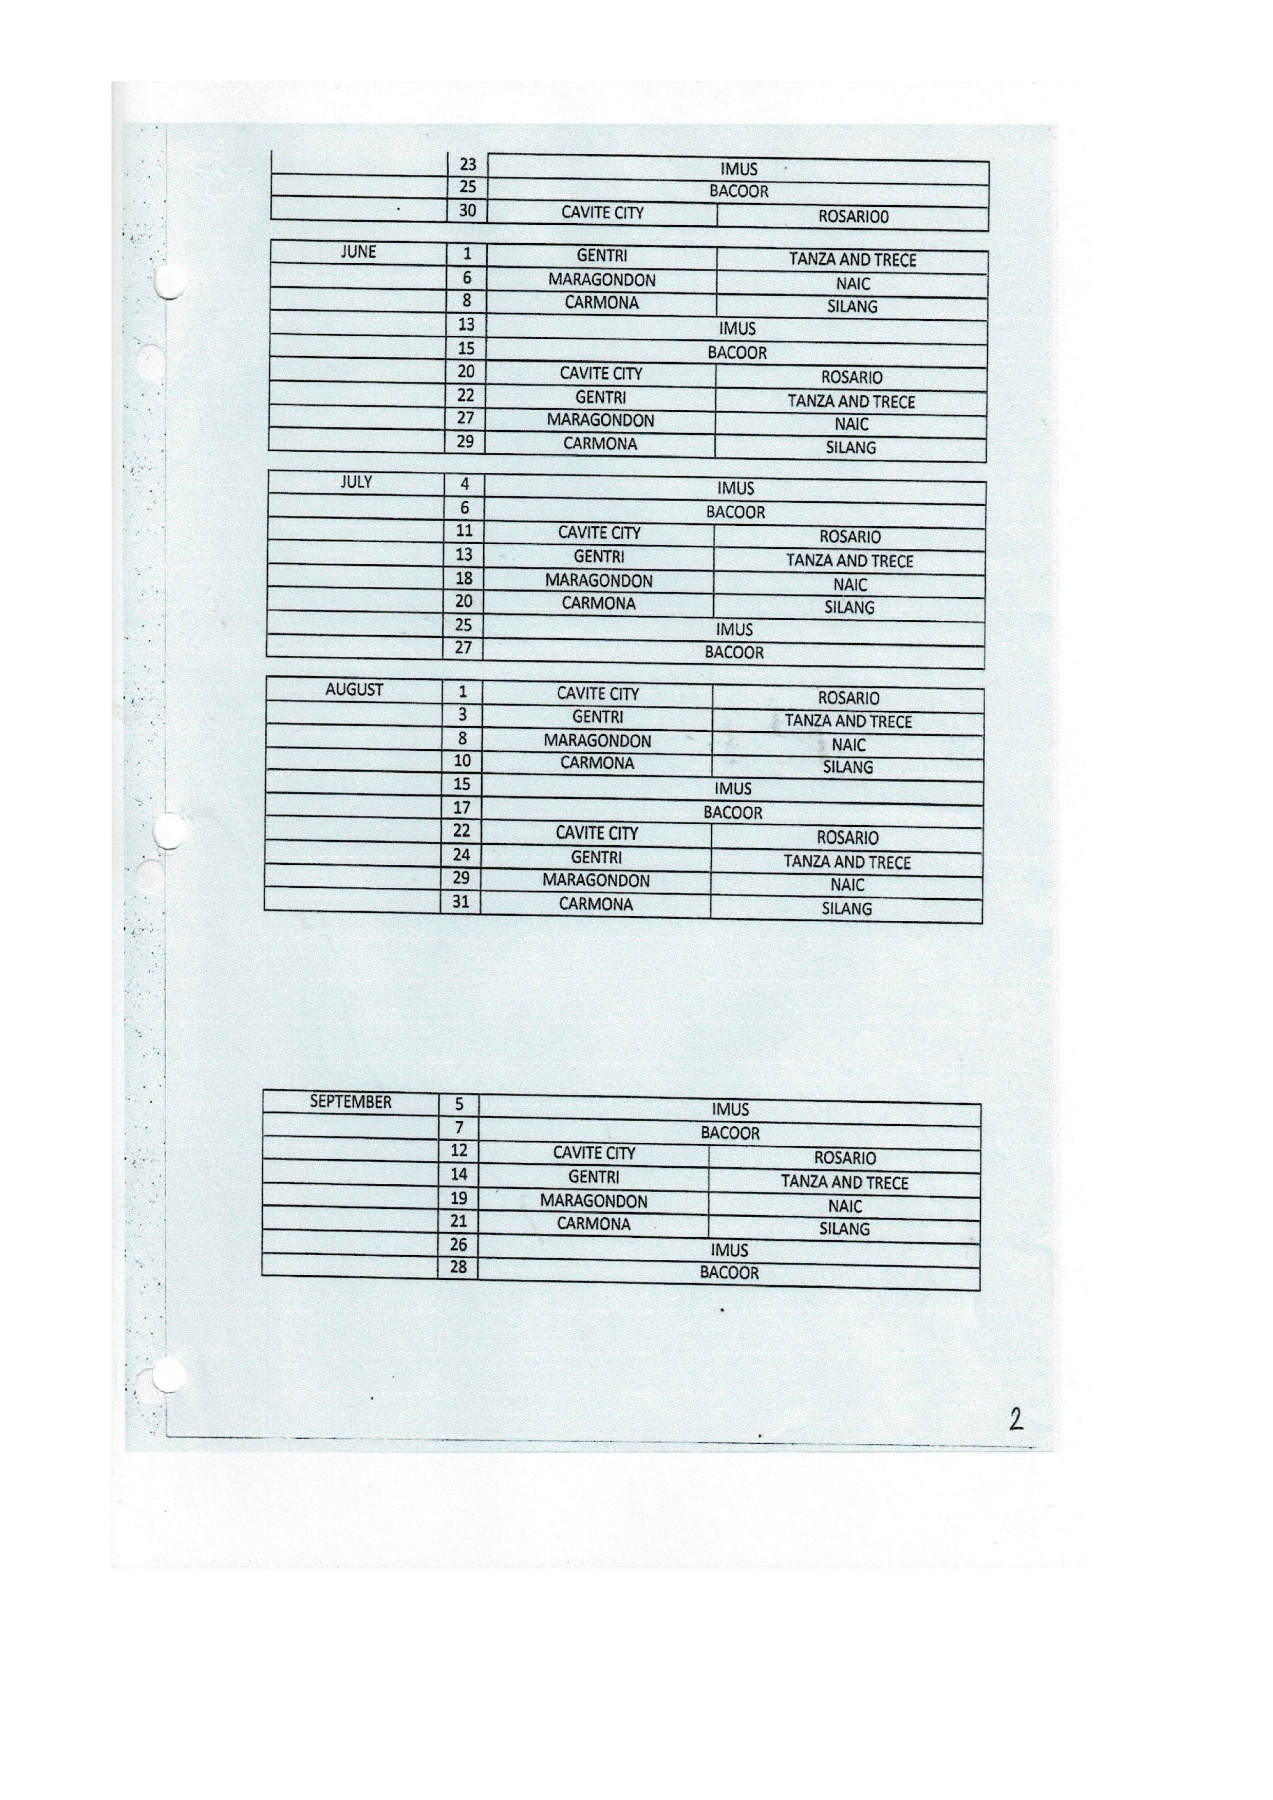 23 IMUS
25 BACOOR
30 CAVITE CITY ROSARIO0
JUNE 1 GENTRI TANZA AND TRECE
6 MARAGONDON NAIC
8 CARMONA SILANG
13 IMUS
15 BACOOR
20 CAVITE CITY ROSARIO
22 GENTRI TANZA AND TRECE
27 MARAGONDON NAIC
29 CARMONA SILANG
JULY 4 IMUS
6 BACOOR
11 CAVITE CITY ROSARIO
13 GENTRI TANZA AND TRECE
18 MARAGONDON NAIC
20 CARMONA SILANG
25 IMUS
27 BACOOR
AUGUST 1 CAVITE CITY ROSARIO
3 GENTRI TANZA AND TRECE
8 MARAGONDON NAIC
10 CARMONA SILANG
15 IMUS
17 BACOOR
22 CAVITE CITY ROSARIO
24 GENTRI TANZA AND TRECE
29 MARAGONDON NAIC
31 CARMONA SILANG
SEPTEMBER 5 IMUS
7 BACOOR
12 CAVITE CITY ROSARIO
14 GENTRI TANZA AND TRECE
19 MARAGONDON NAIC
21 CARMONA SILANG
26 IMUS
28 BACOOR
2